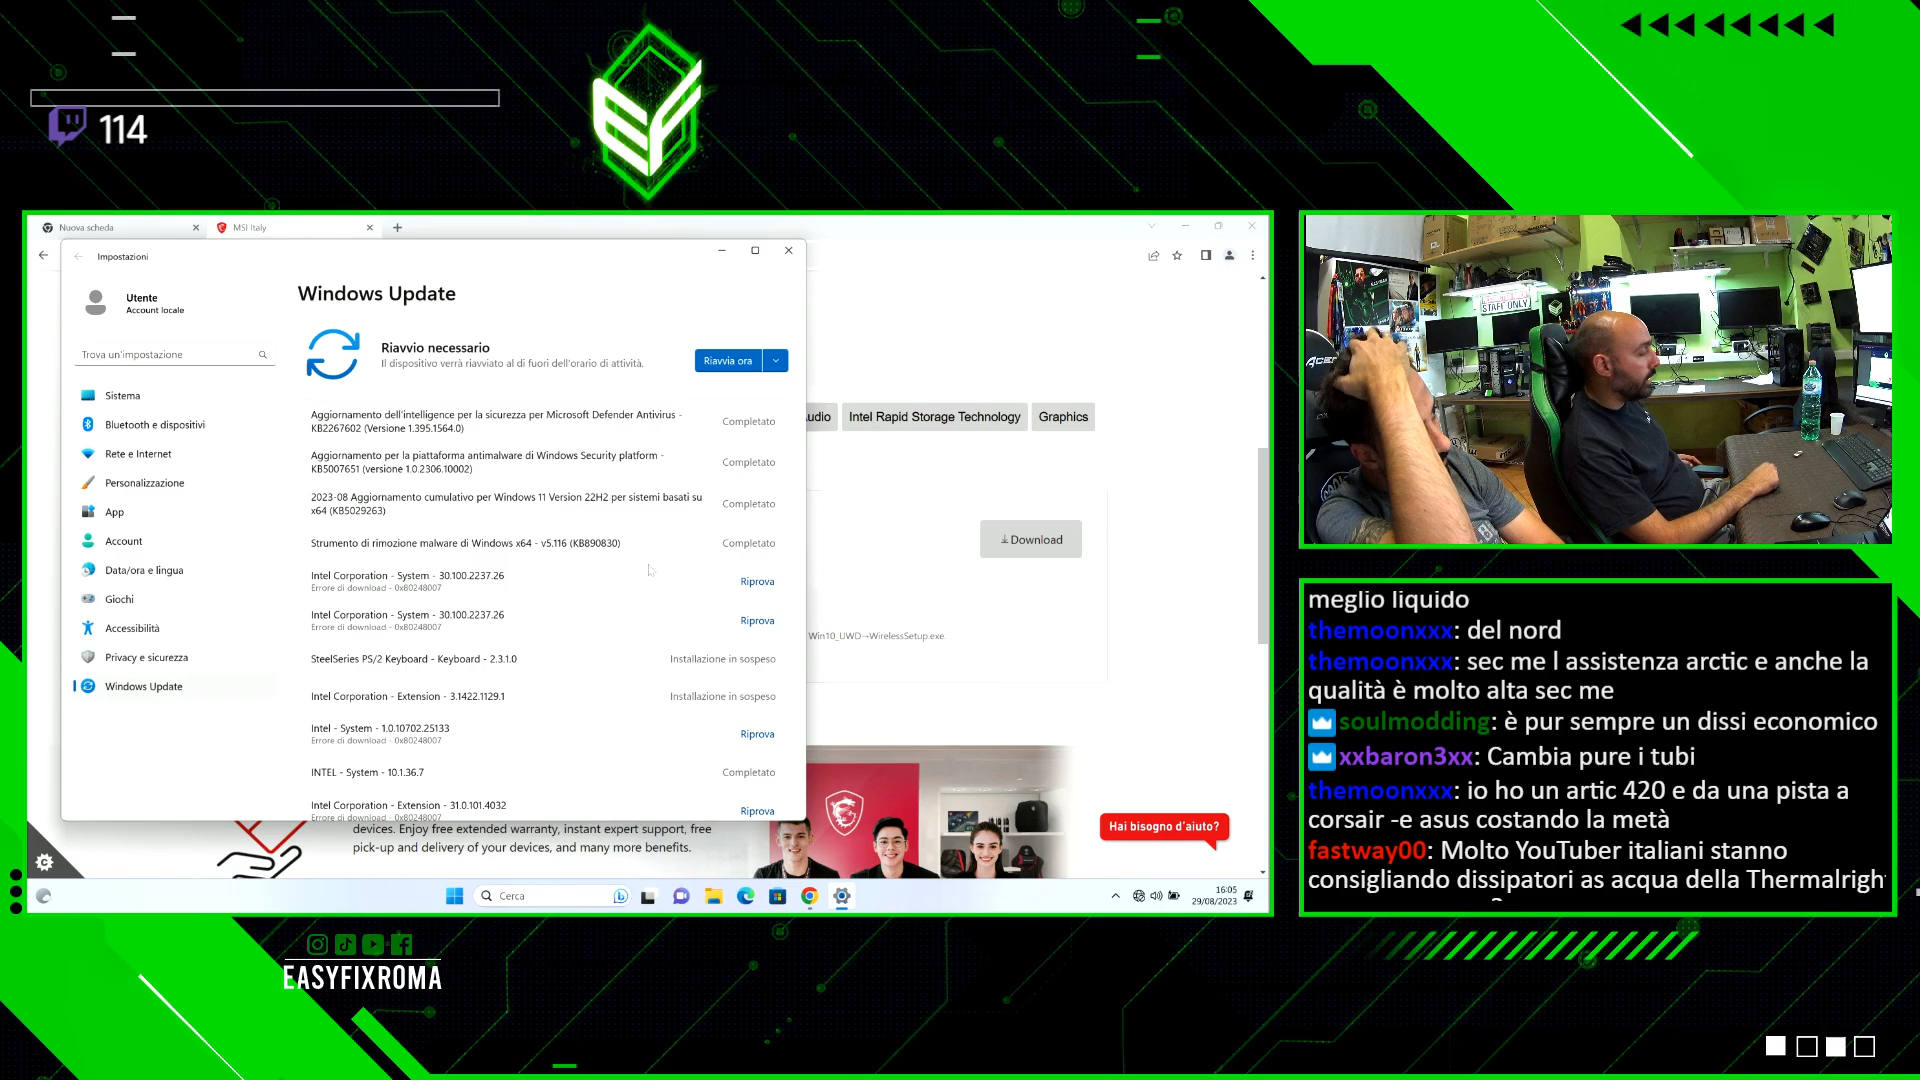 114
EF
Nuova scheda
MSI Italy
Impostazioni
Utente
Account locale
Trova un'impostazione
Sistema
Bluetooth e dispositivi
Rete e Internet
Personalizzazione
App
Account
Data/ora e lingua
Giochi
Accessibilità
Privacy e sicurezza
Windows Update
Windows Update
Riavvio necessario
Il dispositivo verrà riavviato al di fuori dell'orario di attività.
Riavvia ora
Aggiornamento dell'intelligence per la sicurezza per Microsoft Defender Antivirus -
KB2267602 (Versione 1.395.1564.0)
Completato
Aggiornamento per la piattaforma antimalware di Windows Security platform -
KB5007651 (versione 1.0.2306.10002)
Completato
2023-08 Aggiornamento cumulativo per Windows 11 Version 22H2 per sistemi basati su
x64 (KB5029263)
Completato
Strumento di rimozione malware di Windows x64 - v5.116 (KB890830)
Completato
Intel Corporation - System - 30.100.2237.26
Errore di download - 0x80248007
Riprova
Intel Corporation - System - 30.100.2237.26
Errore di download - 0x80248007
Riprova
SteelSeries PS/2 Keyboard - Keyboard - 2.3.1.0
Installazione in sospeso
Intel Corporation - Extension - 3.1422.1129.1
Installazione in sospeso
Intel - System - 1.0.10702.25133
Errore di download - 0x80248007
Riprova
INTEL - System - 10.1.36.7
Completato
Intel Corporation - Extension - 31.0.101.4032
Errore di download - 0x80248007
Riprova
udio
Intel Rapid Storage Technology
Graphics
Download
Win10_UWD→WirelessSetup.exe.
devices. Enjoy free extended warranty, instant expert support, free
pick-up and delivery of your devices, and many more benefits.
Hai bisogno d'aiuto?
Cerca
16:05
29/08/2023
STAFF ONLY
meglio liquido
themoonxxx: del nord
themoonxxx: sec me l assistenza arctic e anche la
qualità è molto alta sec me
soulmodding: è pur sempre un dissi economico
xxbaron3xx: Cambia pure i tubi
themoonxxx: io ho un artic 420 e da una pista a
corsair -e asus costando la metà
fastway00: Molto YouTuber italiani stanno
consigliando dissipatori as acqua della Thermalrigh
EASYFIXROMA